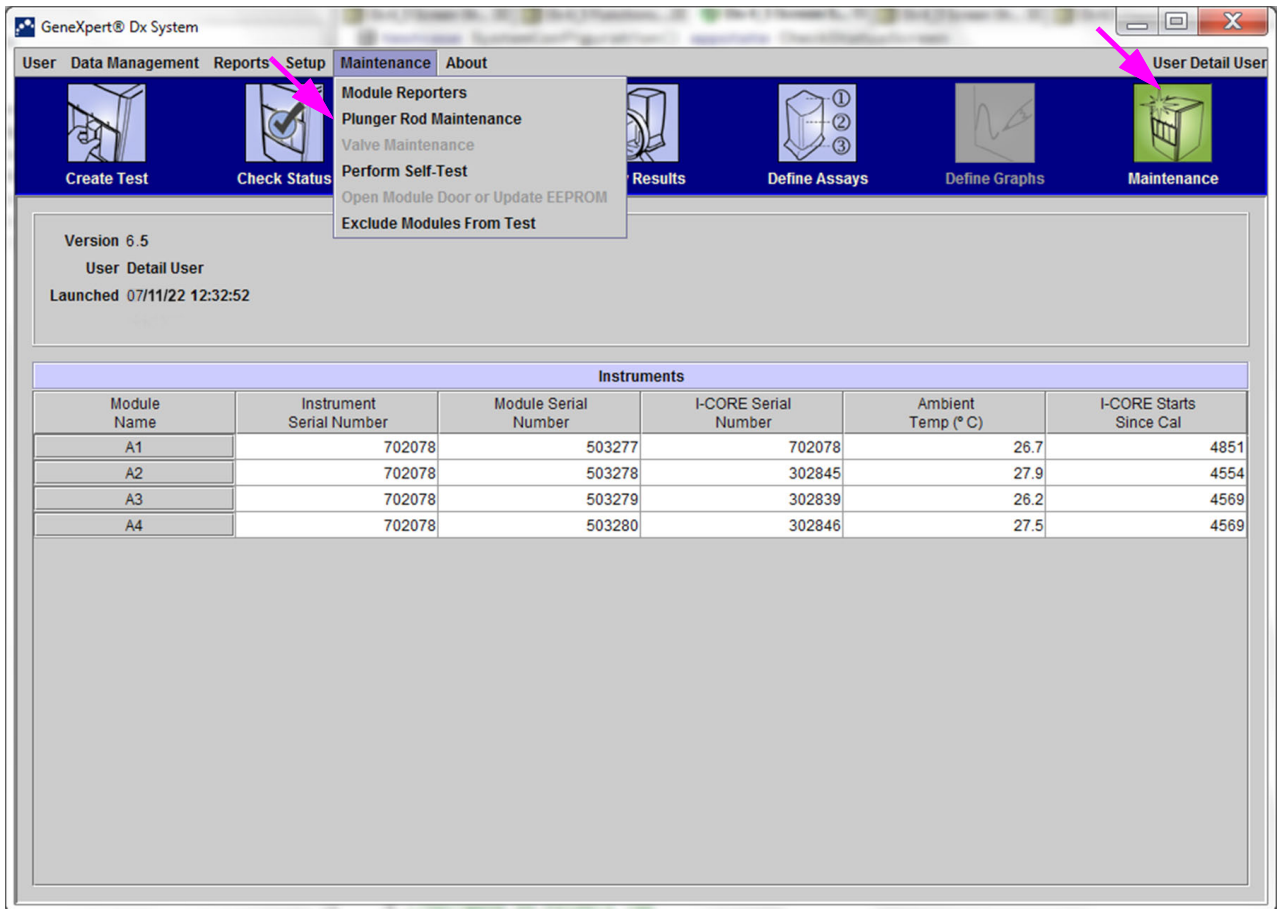 GeneXpert® Dx System
User Data Management Reports Setup Maintenance About User Detail User
Module Reporters
Plunger Rod Maintenance
Valve Maintenance
Perform Self-Test
Open Module Door or Update EEPROM
Exclude Modules From Test
① ② ③
Create Test Check Status Results Define Assays Define Graphs Maintenance
Version 6.5
User Detail User
Launched 07/11/22 12:32:52
Instruments
Module Name Instrument Serial Number Module Serial Number I-CORE Serial Number Ambient Temp (° C) I-CORE Starts Since Cal
A1 702078 503277 702078 26.7 4851
A2 702078 503278 302845 27.9 4554
A3 702078 503279 302839 26.2 4569
A4 702078 503280 302846 27.5 4569